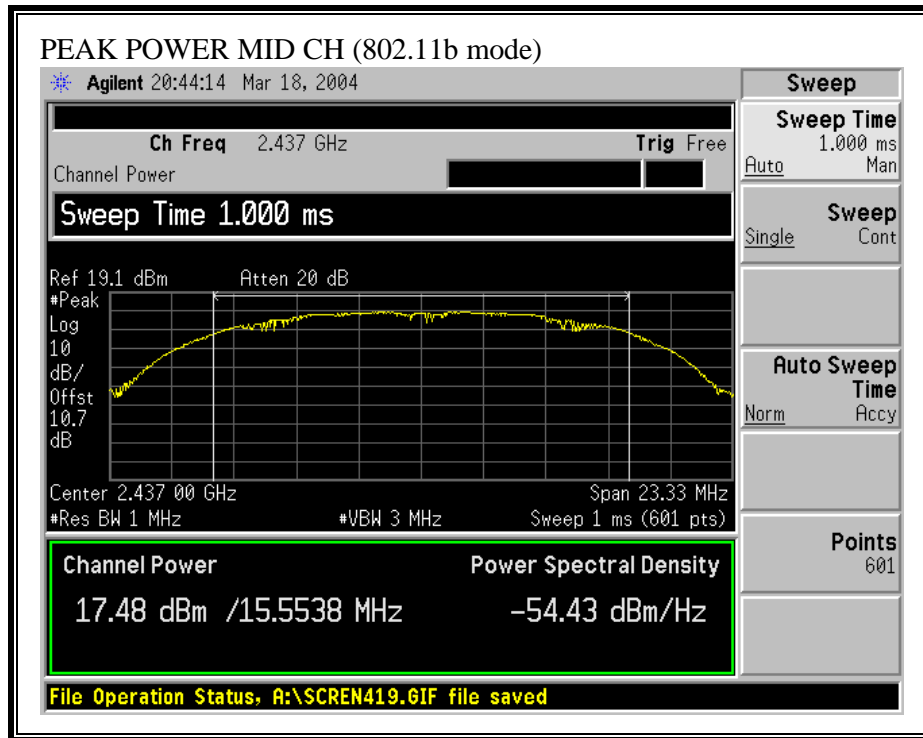 PEAK POWER MID CH (802.11b mode)
Agilent 20:44:14 Mar 18, 2004
Sweep
Ch Freq 2.437 GHz Trig Free
Channel Power
Sweep Time 1.000 ms
Ref 19.1 dBm Atten 20 dB
#Peak
Log
10
dB/
Offst
10.7
dB
Center 2.437 00 GHz Span 23.33 MHz
#Res BW 1 MHz #VBW 3 MHz Sweep 1 ms (601 pts)
Channel Power Power Spectral Density
17.48 dBm /15.5538 MHz -54.43 dBm/Hz
File Operation Status, A:\SCREN419.GIF file saved
Sweep Time
1.000 ms
Auto Man
Sweep
Single Cont
Auto Sweep
Time
Norm Accy
Points
601